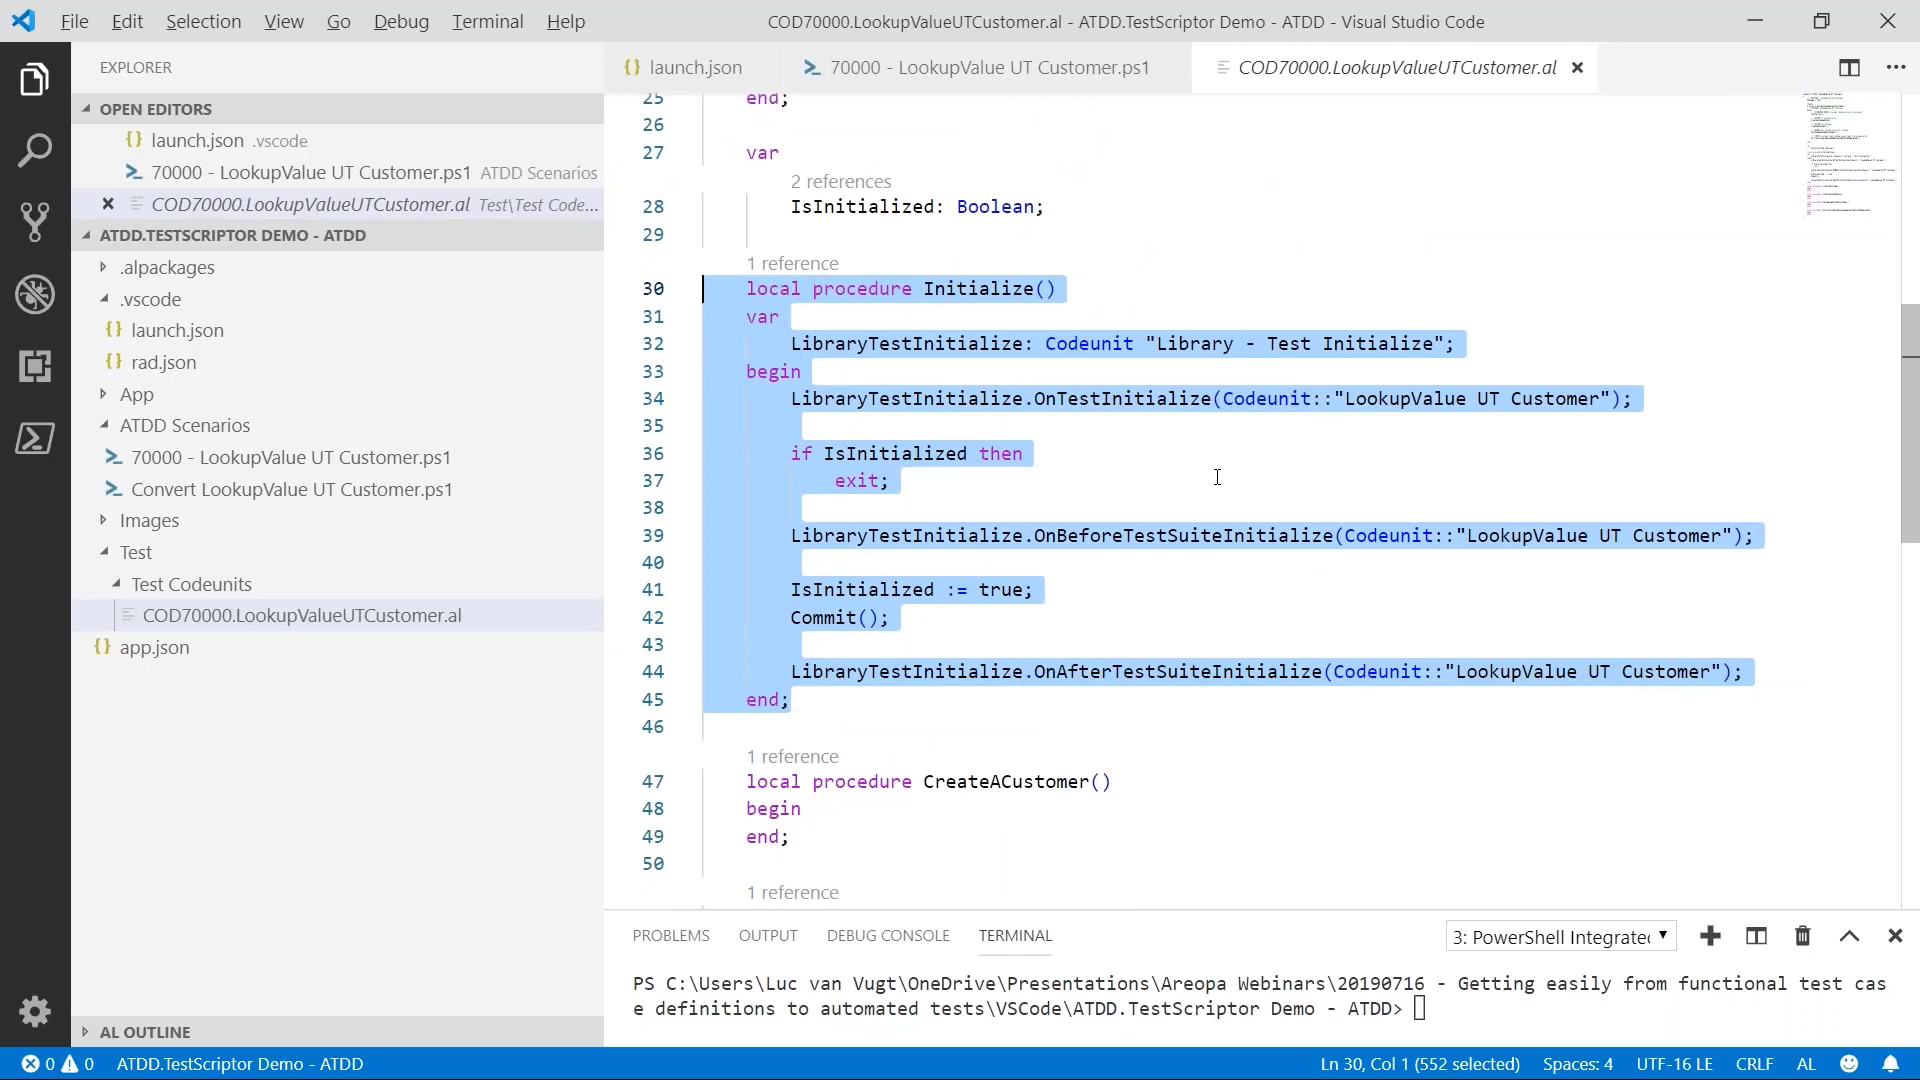 File Edit Selection View Go Debug Terminal Help
COD70000.LookupValueUTCustomer.al - ATDD.TestScriptor Demo - ATDD - Visual Studio Code
EXPLORER
OPEN EDITORS
launch.json .vscode
70000 - LookupValue UT Customer.ps1 ATDD Scenarios
COD70000.LookupValueUTCustomer.al Test\Test Code...
ATDD.TESTSCRIPTOR DEMO - ATDD
.alpackages
.vscode
launch.json
rad.json
App
ATDD Scenarios
70000 - LookupValue UT Customer.ps1
Convert LookupValue UT Customer.ps1
Images
Test
Test Codeunits
COD70000.LookupValueUTCustomer.al
app.json
AL OUTLINE
launch.json
70000 - LookupValue UT Customer.ps1
COD70000.LookupValueUTCustomer.al
25 end;
26
27 var
2 references
28 IsInitialized: Boolean;
29
1 reference
30 local procedure Initialize()
31 var
32 LibraryTestInitialize: Codeunit "Library - Test Initialize";
33 begin
34 LibraryTestInitialize.OnTestInitialize(Codeunit::"LookupValue UT Customer");
35
36 if IsInitialized then
37 exit;
38
39 LibraryTestInitialize.OnBeforeTestSuiteInitialize(Codeunit::"LookupValue UT Customer");
40
41 IsInitialized := true;
42 Commit();
43
44 LibraryTestInitialize.OnAfterTestSuiteInitialize(Codeunit::"LookupValue UT Customer");
45 end;
46
1 reference
47 local procedure CreateACustomer()
48 begin
49 end;
50
1 reference
PROBLEMS OUTPUT DEBUG CONSOLE TERMINAL
3: PowerShell Integrated
PS C:\Users\Luc van Vugt\OneDrive\Presentations\Areopa Webinars\20190716 - Getting easily from functional test cas
e definitions to automated tests\VSCode\ATDD.TestScriptor Demo - ATDD>
0 0 ATDD.TestScriptor Demo - ATDD
Ln 30, Col 1 (552 selected) Spaces: 4 UTF-16 LE CRLF AL